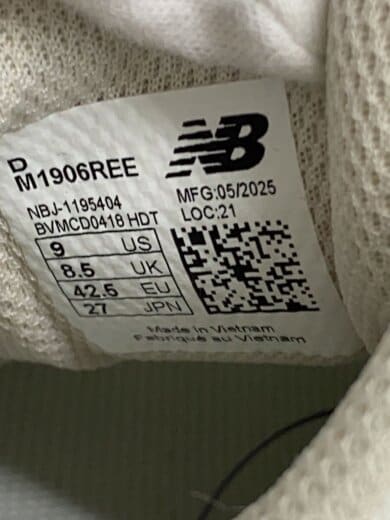 D
M1906REE
NB
NBJ-1195404
BVMCD0418 HDT
MFG:05/2025
LOC:21
9 US
8.5 UK
42.5 EU
27 JPN
Made in Vietnam
Fabriqué au Vietnam